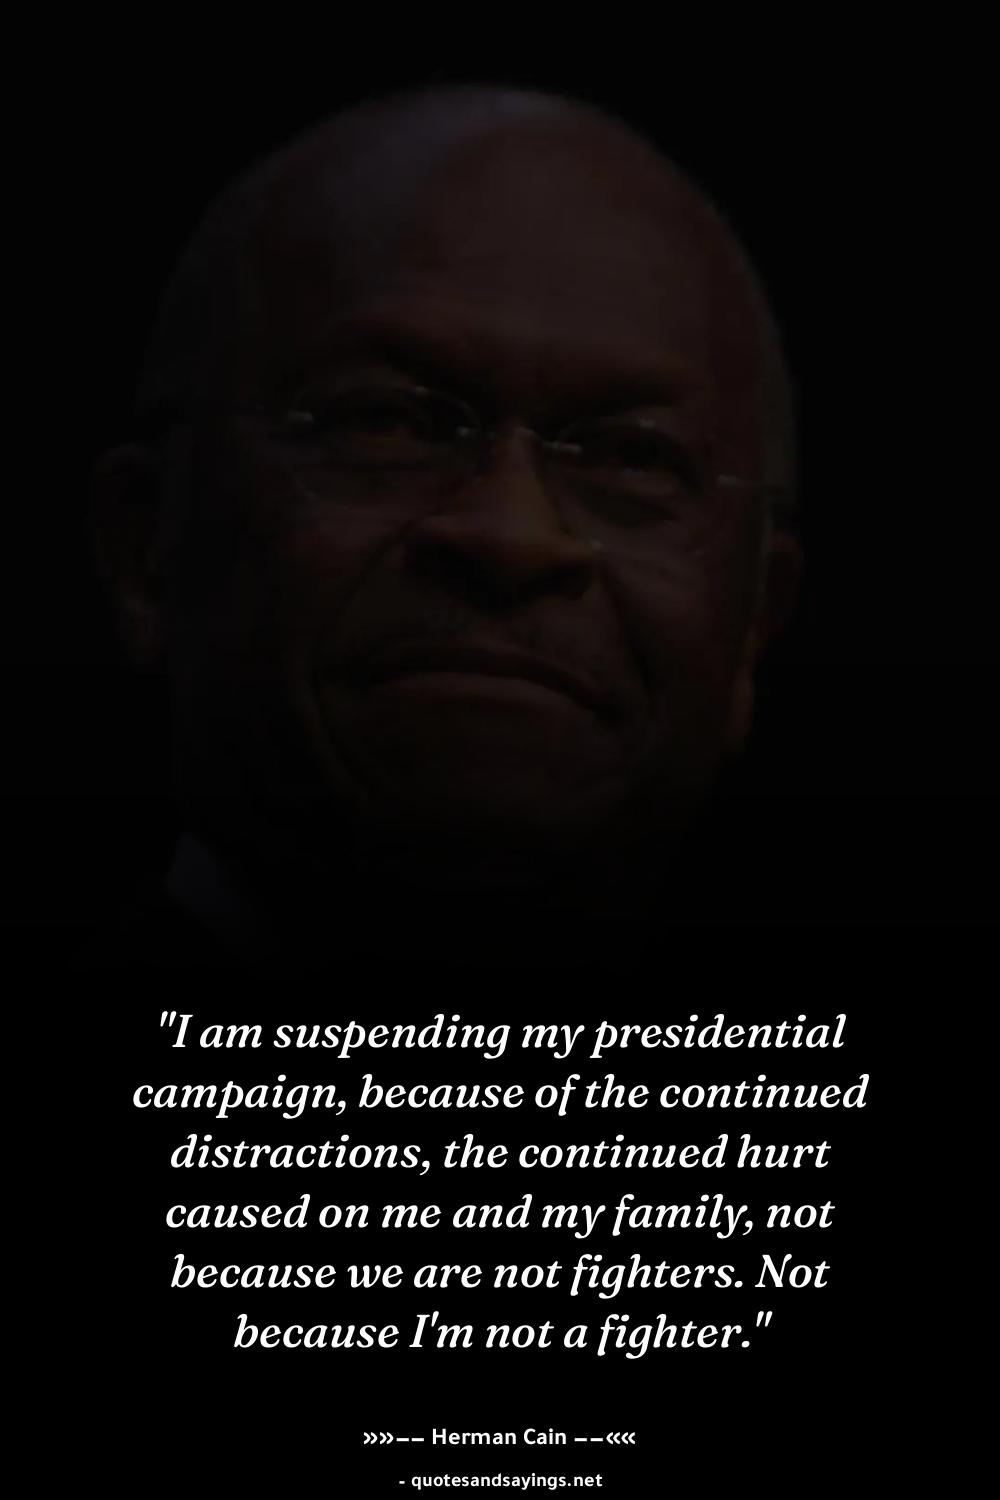 "I am suspending my presidential
campaign, because of the continued
distractions, the continued hurt
caused on me and my family, not
because we are not fighters. Not
because I'm not a fighter."
»»–– Herman Cain ––««
- quotesandsayings.net